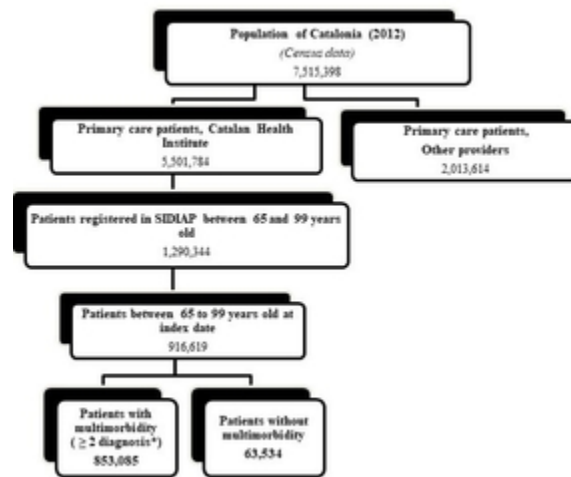 Population of Catalonia (2012)
(Census data)
7,515,398
Primary care patients, Catalan Health
Institute
5,501,784
Primary care patients,
Other providers
2,013,614
Patients registered in SIDIAP between 65 and 99 years
old
1,290,344
Patients between 65 to 99 years old at
index date
916,619
Patients with
multimorbidity
( ≥ 2 diagnosis*)
853,085
Patients without
multimorbidity
63,534